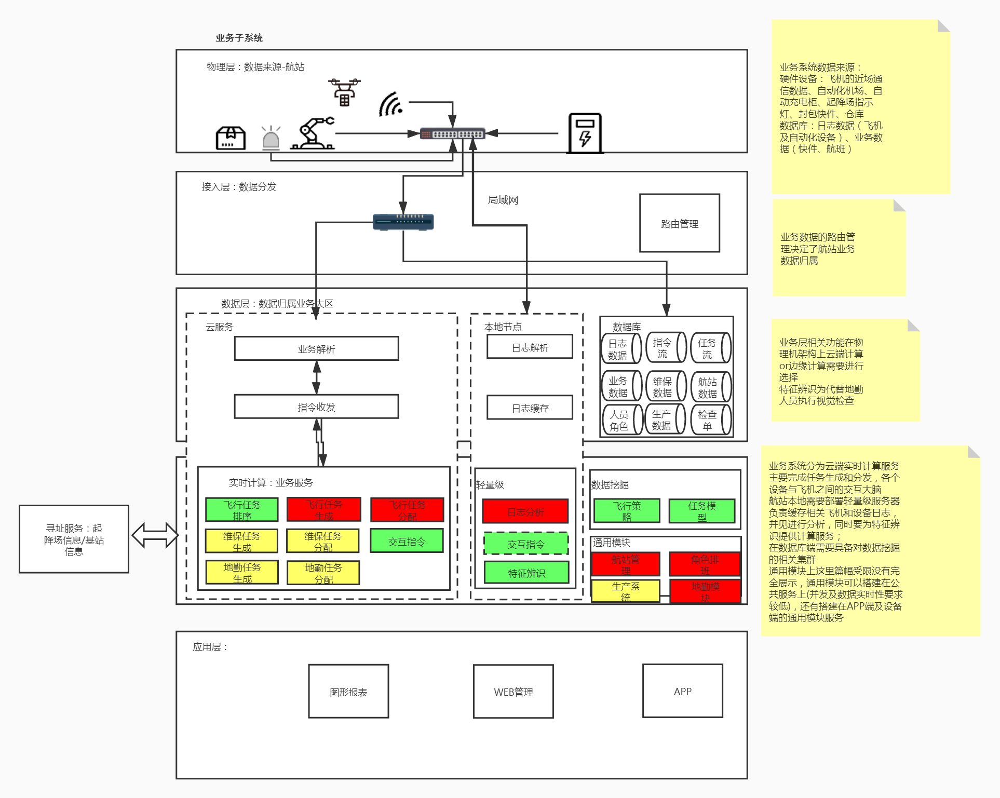 业务子系统
物理层：数据来源-航站
业务系统数据来源：
硬件设备：飞机的近场通
信数据、自动化机场、自
动充电柜、起降场指示
灯、封包快件、仓库
数据库：日志数据（飞机
及自动化设备）、业务数
据（快件、航班）
接入层：数据分发
局域网
路由管理
业务数据的路由管
理决定了航站业务
数据归属
数据层：数据归属业务大区
云服务
业务解析
指令收发
本地节点
日志解析
日志缓存
数据库
日志
数据
指令
流
任务
流
业务
数据
维保
数据
航站
数据
人员
角色
生产
数据
检查
单
业务层相关功能在物
理机架构上云端计算
or边缘计算需要进行
选择
特征辨识为代替地勤
人员执行视觉检查
寻址服务：起
降场信息/基站
信息
实时计算：业务服务
飞行任务
排序
飞行任务
生成
飞行任务
分配
维保任务
生成
维保任务
分配
交互指令
地勤任务
生成
地勤任务
分配
轻量级
日志分析
交互指令
特征辨识
数据挖掘
飞行策
略
任务模
型
通用模块
航站管
理
角色排
班
生产系
统
地勤模
块
业务系统分为云端实时计算服务
主要完成任务生成和分发，各个
设备与飞机之间的交互大脑
航站本地需要部署轻量级服务器
负责缓存相关飞机和设备日志，
并见进行分析，同时要为特征辨
识提供计算服务；
在数据库端需要具备对数据挖掘
的相关集群
通用模块上这里篇幅受限没有完
全展示，通用模块可以搭建在公
共服务上(并发及数据实时性要求
较低)，还有搭建在APP端及设备
端的通用模块服务
应用层：
图形报表
WEB管理
APP